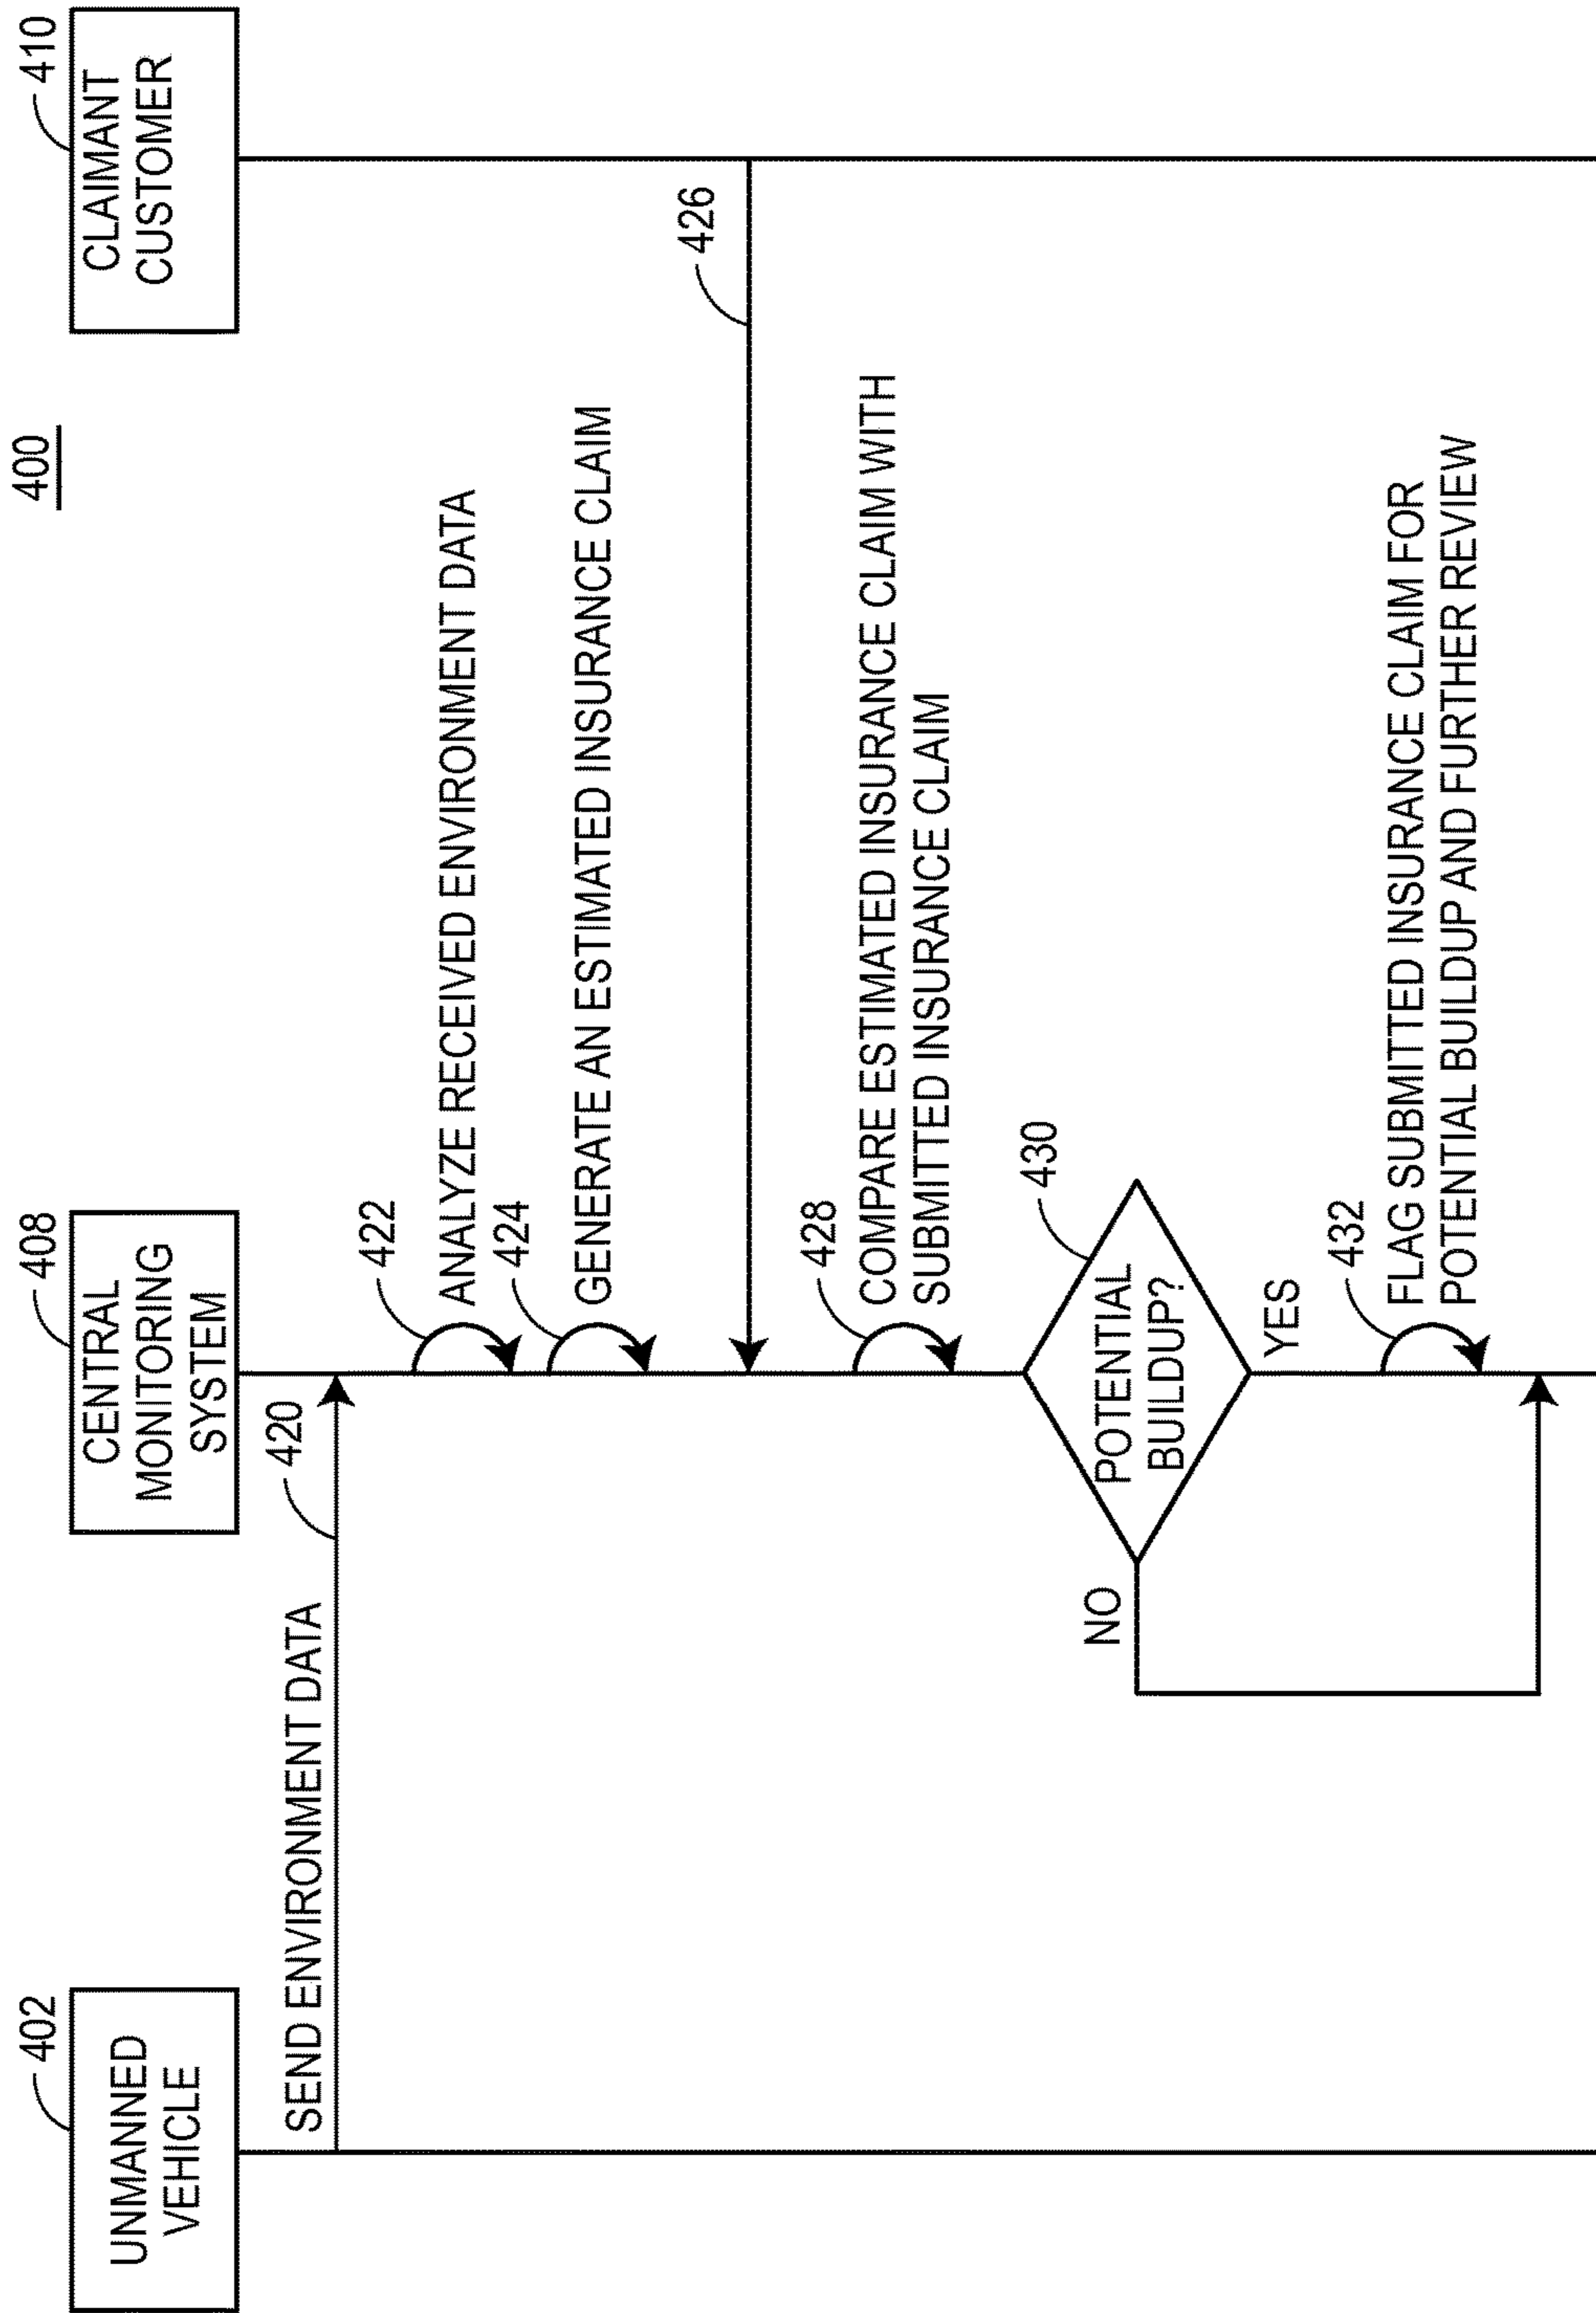 400
402
UNMANNED
VEHICLE
408
CENTRAL
MONITORING
SYSTEM
410
CLAIMANT
CUSTOMER
SEND ENVIRONMENT DATA
420
422
ANALYZE RECEIVED ENVIRONMENT DATA
424
GENERATE AN ESTIMATED INSURANCE CLAIM
426
428
COMPARE ESTIMATED INSURANCE CLAIM WITH
SUBMITTED INSURANCE CLAIM
430
POTENTIAL
BUILDUP?
NO
YES
432
FLAG SUBMITTED INSURANCE CLAIM FOR
POTENTIAL BUILDUP AND FURTHER REVIEW